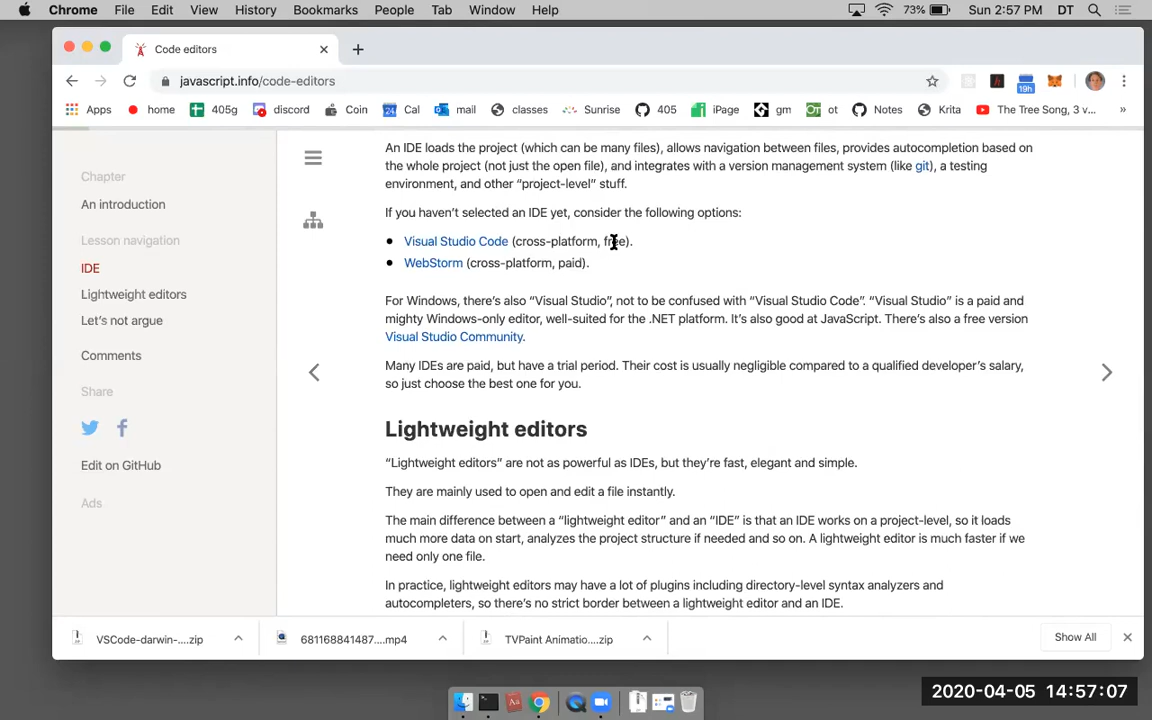 Chrome File Edit View History Bookmarks People Tab Window Help 73% Sun 2:57 PM DT
Code editors
javascript.info/code-editors
19h
Apps home 405g discord Coin 24 Cal mail classes Sunrise 405 iPage gm OT ot Notes Krita The Tree Song, 3 v... »
Chapter
An introduction
Lesson navigation
IDE
Lightweight editors
Let's not argue
Comments
Share
Edit on GitHub
Ads
An IDE loads the project (which can be many files), allows navigation between files, provides autocompletion based on
the whole project (not just the open file), and integrates with a version management system (like git), a testing
environment, and other “project-level” stuff.
If you haven’t selected an IDE yet, consider the following options:
Visual Studio Code (cross-platform, free).
WebStorm (cross-platform, paid).
For Windows, there’s also “Visual Studio”, not to be confused with “Visual Studio Code”. “Visual Studio” is a paid and
mighty Windows-only editor, well-suited for the .NET platform. It’s also good at JavaScript. There’s also a free version
Visual Studio Community.
Many IDEs are paid, but have a trial period. Their cost is usually negligible compared to a qualified developer’s salary,
so just choose the best one for you.
Lightweight editors
“Lightweight editors” are not as powerful as IDEs, but they’re fast, elegant and simple.
They are mainly used to open and edit a file instantly.
The main difference between a “lightweight editor” and an “IDE” is that an IDE works on a project-level, so it loads
much more data on start, analyzes the project structure if needed and so on. A lightweight editor is much faster if we
need only one file.
In practice, lightweight editors may have a lot of plugins including directory-level syntax analyzers and
autocompleters, so there’s no strict border between a lightweight editor and an IDE.
VSCode-darwin-....zip 681168841487....mp4 TVPaint Animatio....zip Show All
Aa
2020-04-05 14:57:07